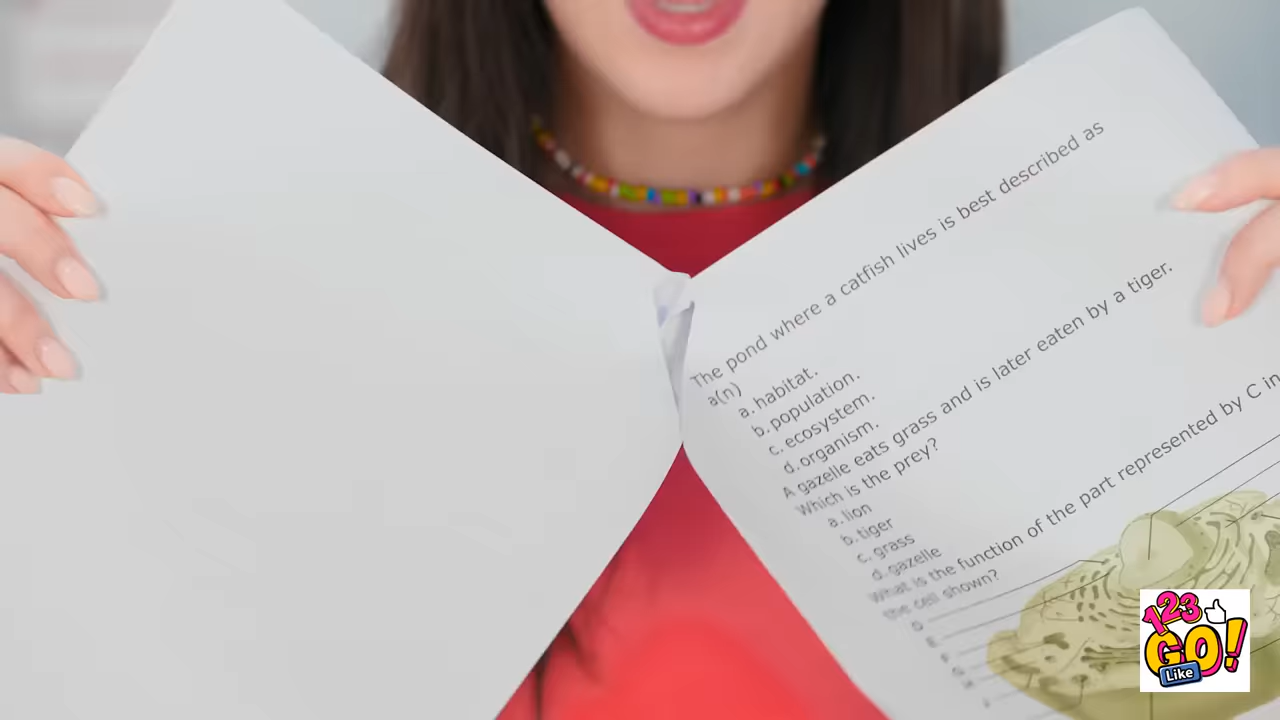 The pond where a catfish lives is best described as
a(n)
a. habitat.
b. population.
c. ecosystem.
d. organism.
A gazelle eats grass and is later eaten by a tiger.
Which is the prey?
a. lion
b. tiger
c. grass
d. gazelle
What is the function of the part represented by C in
the cell shown?
123
GO!
Like